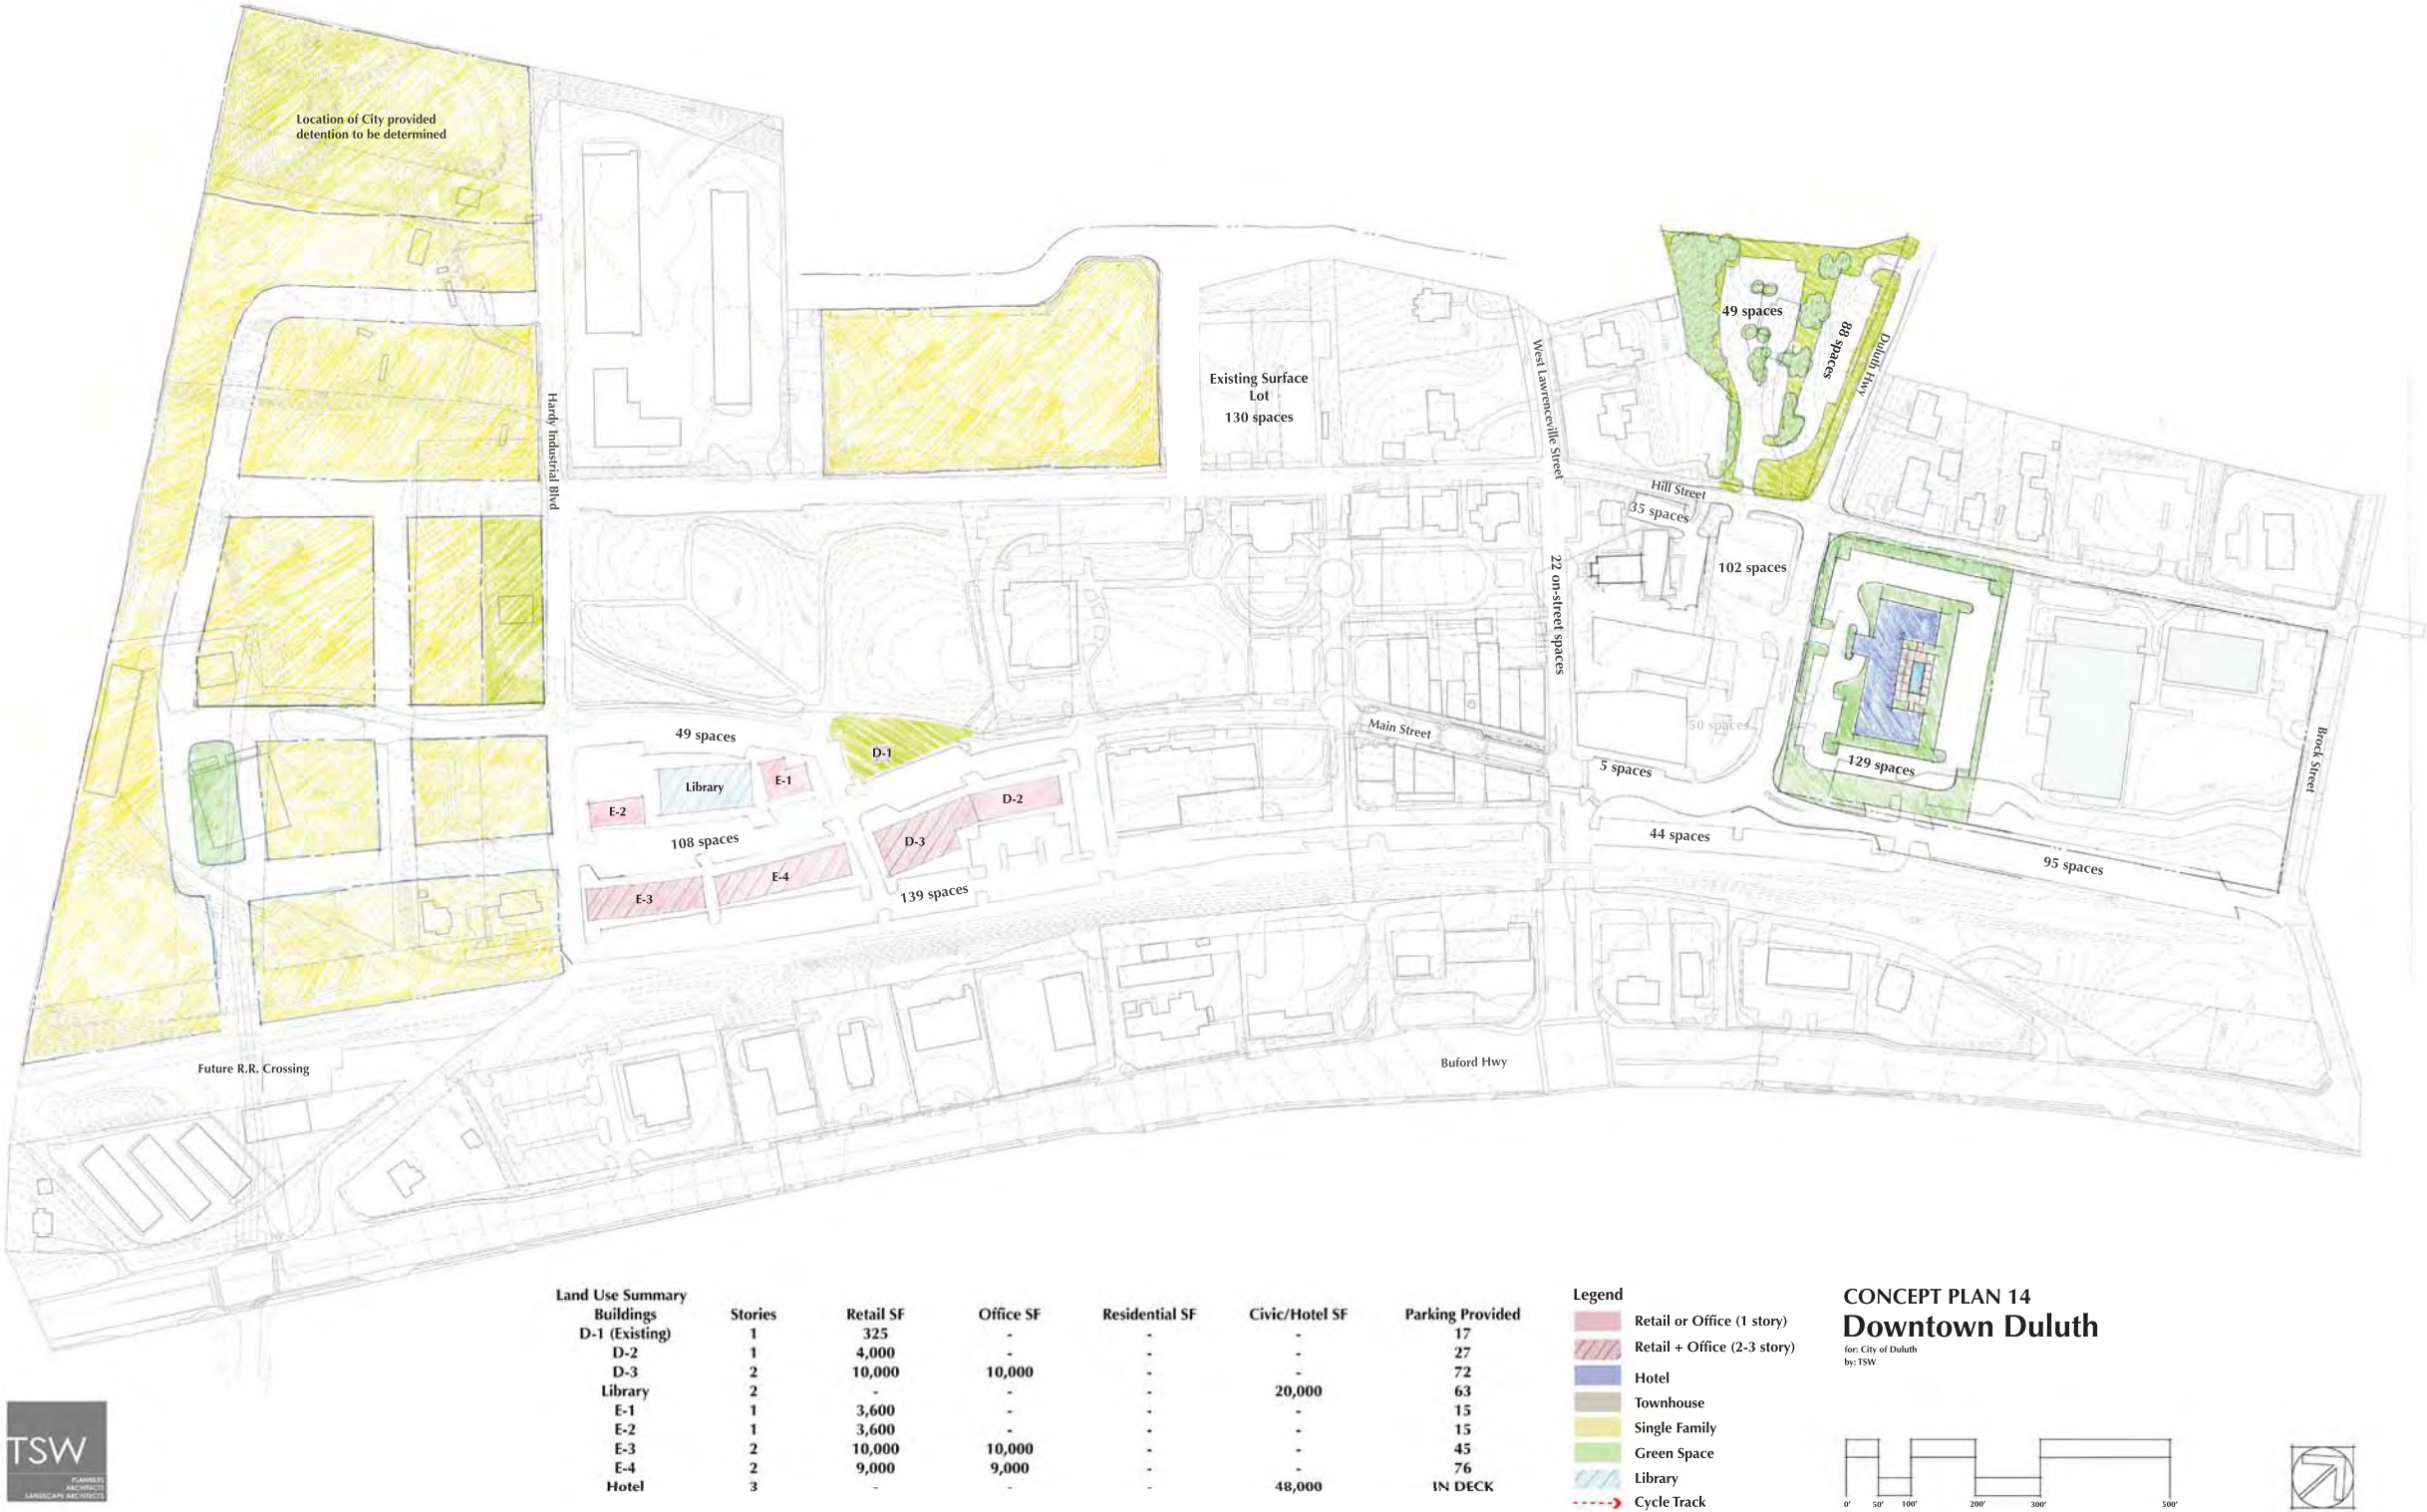 Location of City provided
detention to be determined
Hardy Industrial Blvd
Existing Surface
Lot
130 spaces
West Lawrenceville Street
49 spaces
88 spaces
Duluth Hwy
Hill Street
35 spaces
102 spaces
22 on-street spaces
50 spaces
Main Street
5 spaces
129 spaces
Brock Street
44 spaces
95 spaces
49 spaces
D-1
Library
E-1
E-2
D-2
D-3
108 spaces
E-4
E-3
139 spaces
Future R.R. Crossing
Buford Hwy
Land Use Summary
Buildings Stories Retail SF Office SF Residential SF Civic/Hotel SF Parking Provided
D-1 (Existing) 1 325 - - - 17
D-2 1 4,000 - - - 27
D-3 2 10,000 10,000 - - 72
Library 2 - - - 20,000 63
E-1 1 3,600 - - - 15
E-2 1 3,600 - - - 15
E-3 2 10,000 10,000 - - 45
E-4 2 9,000 9,000 - - 76
Hotel 3 - - - 48,000 IN DECK
Legend
Retail or Office (1 story)
Retail + Office (2-3 story)
Hotel
Townhouse
Single Family
Green Space
Library
Cycle Track
CONCEPT PLAN 14
Downtown Duluth
for: City of Duluth
by: TSW
0' 50' 100' 200' 300' 500'
TSW
PLANNERS
ARCHITECTS
LANDSCAPE ARCHITECTS